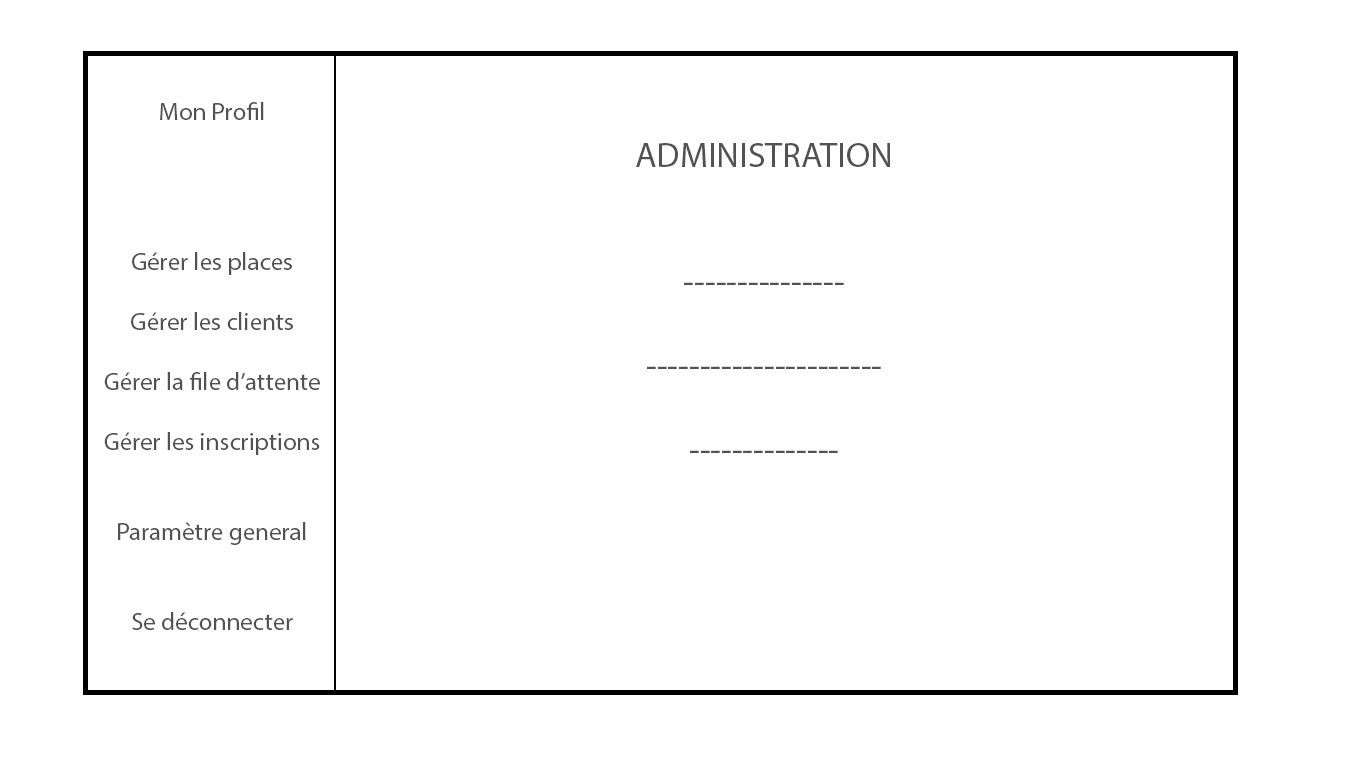 Mon Profil
Gérer les places
Gérer les clients
Gérer la file d’attente
Gérer les inscriptions
Paramètre general
Se déconnecter
ADMINISTRATION
---------------
----------------------
--------------